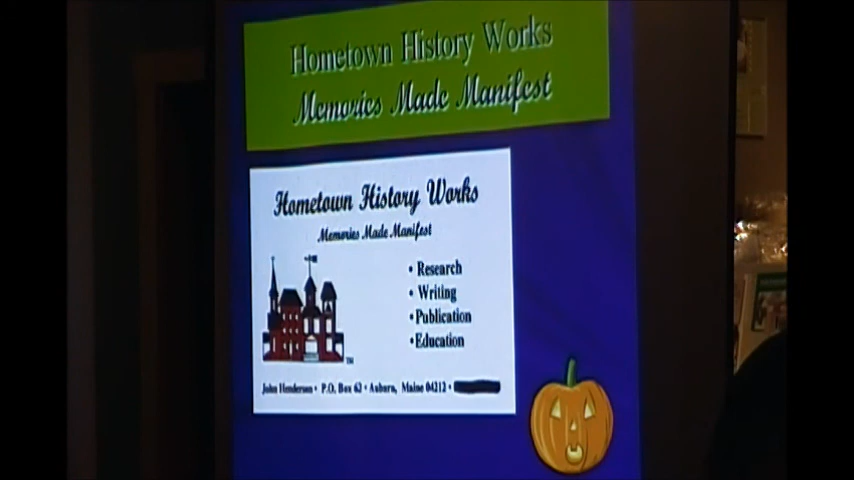 Hometown History Works
Memories Made Manifest
Hometown History Works
Memories Made Manifest
• Research
• Writing
• Publication
• Education
TM
John Henderson • P.O. Box 62 • Auburn, Maine 04212 •